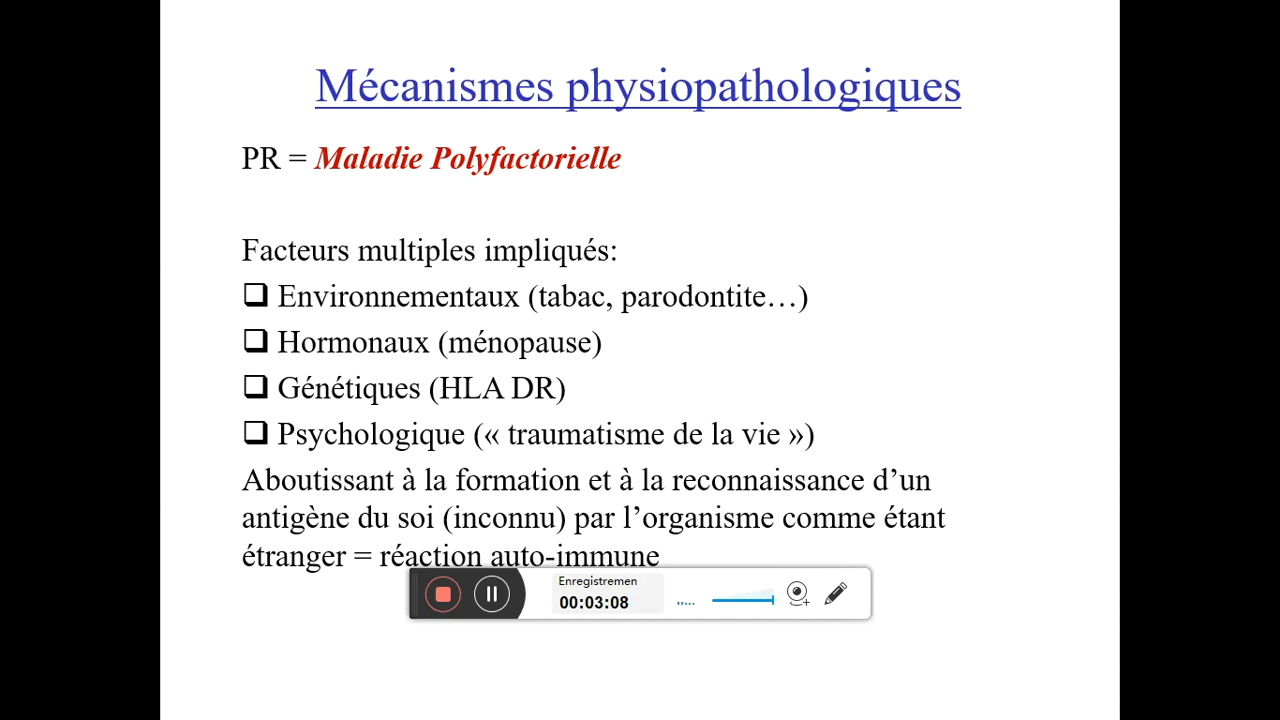 Mécanismes physiopathologiques
PR = Maladie Polyfactorielle
Facteurs multiples impliqués:
❑ Environnementaux (tabac, parodontite…)
❑ Hormonaux (ménopause)
❑ Génétiques (HLA DR)
❑ Psychologique (« traumatisme de la vie »)
Aboutissant à la formation et à la reconnaissance d’un
antigène du soi (inconnu) par l’organisme comme étant
étranger = réaction auto-immune
Enregistremen
00:03:08